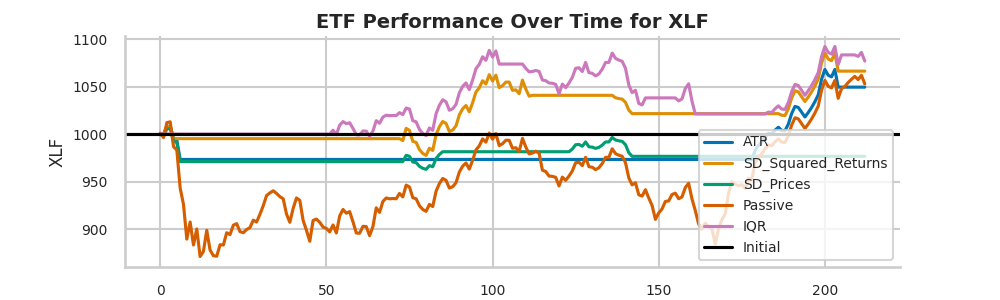 ETF Performance Over Time for XLF
XLF
1100
1050
1000
950
900
ATR
SD_Squared_Returns
SD_Prices
Passive
IQR
Initial
0 50 100 150 200